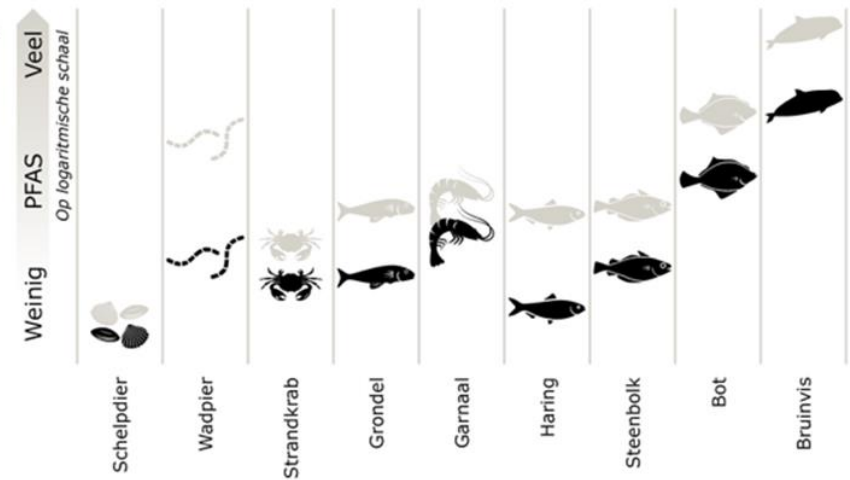 Veel
PFAS
Weinig
Op logaritmische schaal
Schelpdier
Wadpier
Strandkrab
Grondel
Garnaal
Haring
Steenbolk
Bot
Bruinvis